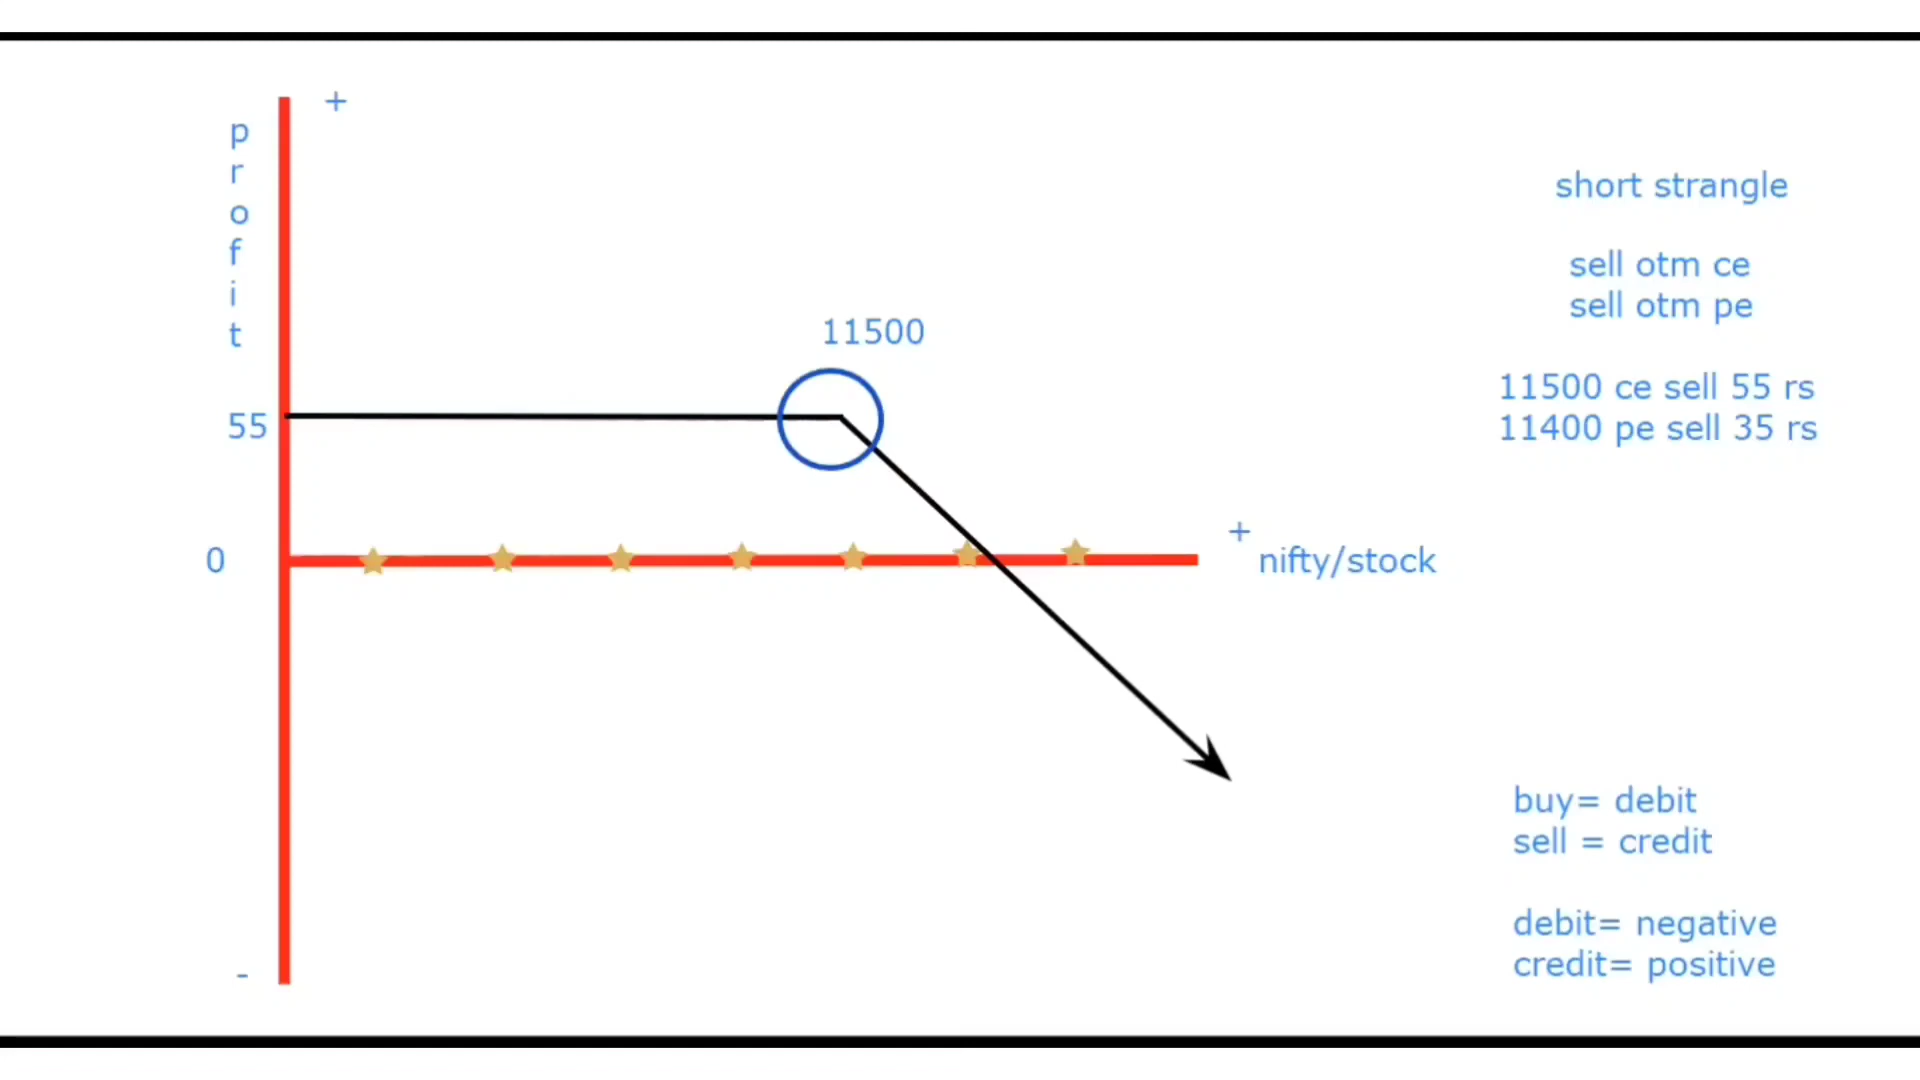 +
p
r
o
f
i
t
55
0
-
11500
+
nifty/stock
short strangle
sell otm ce
sell otm pe
11500 ce sell 55 rs
11400 pe sell 35 rs
buy= debit
sell = credit
debit= negative
credit= positive